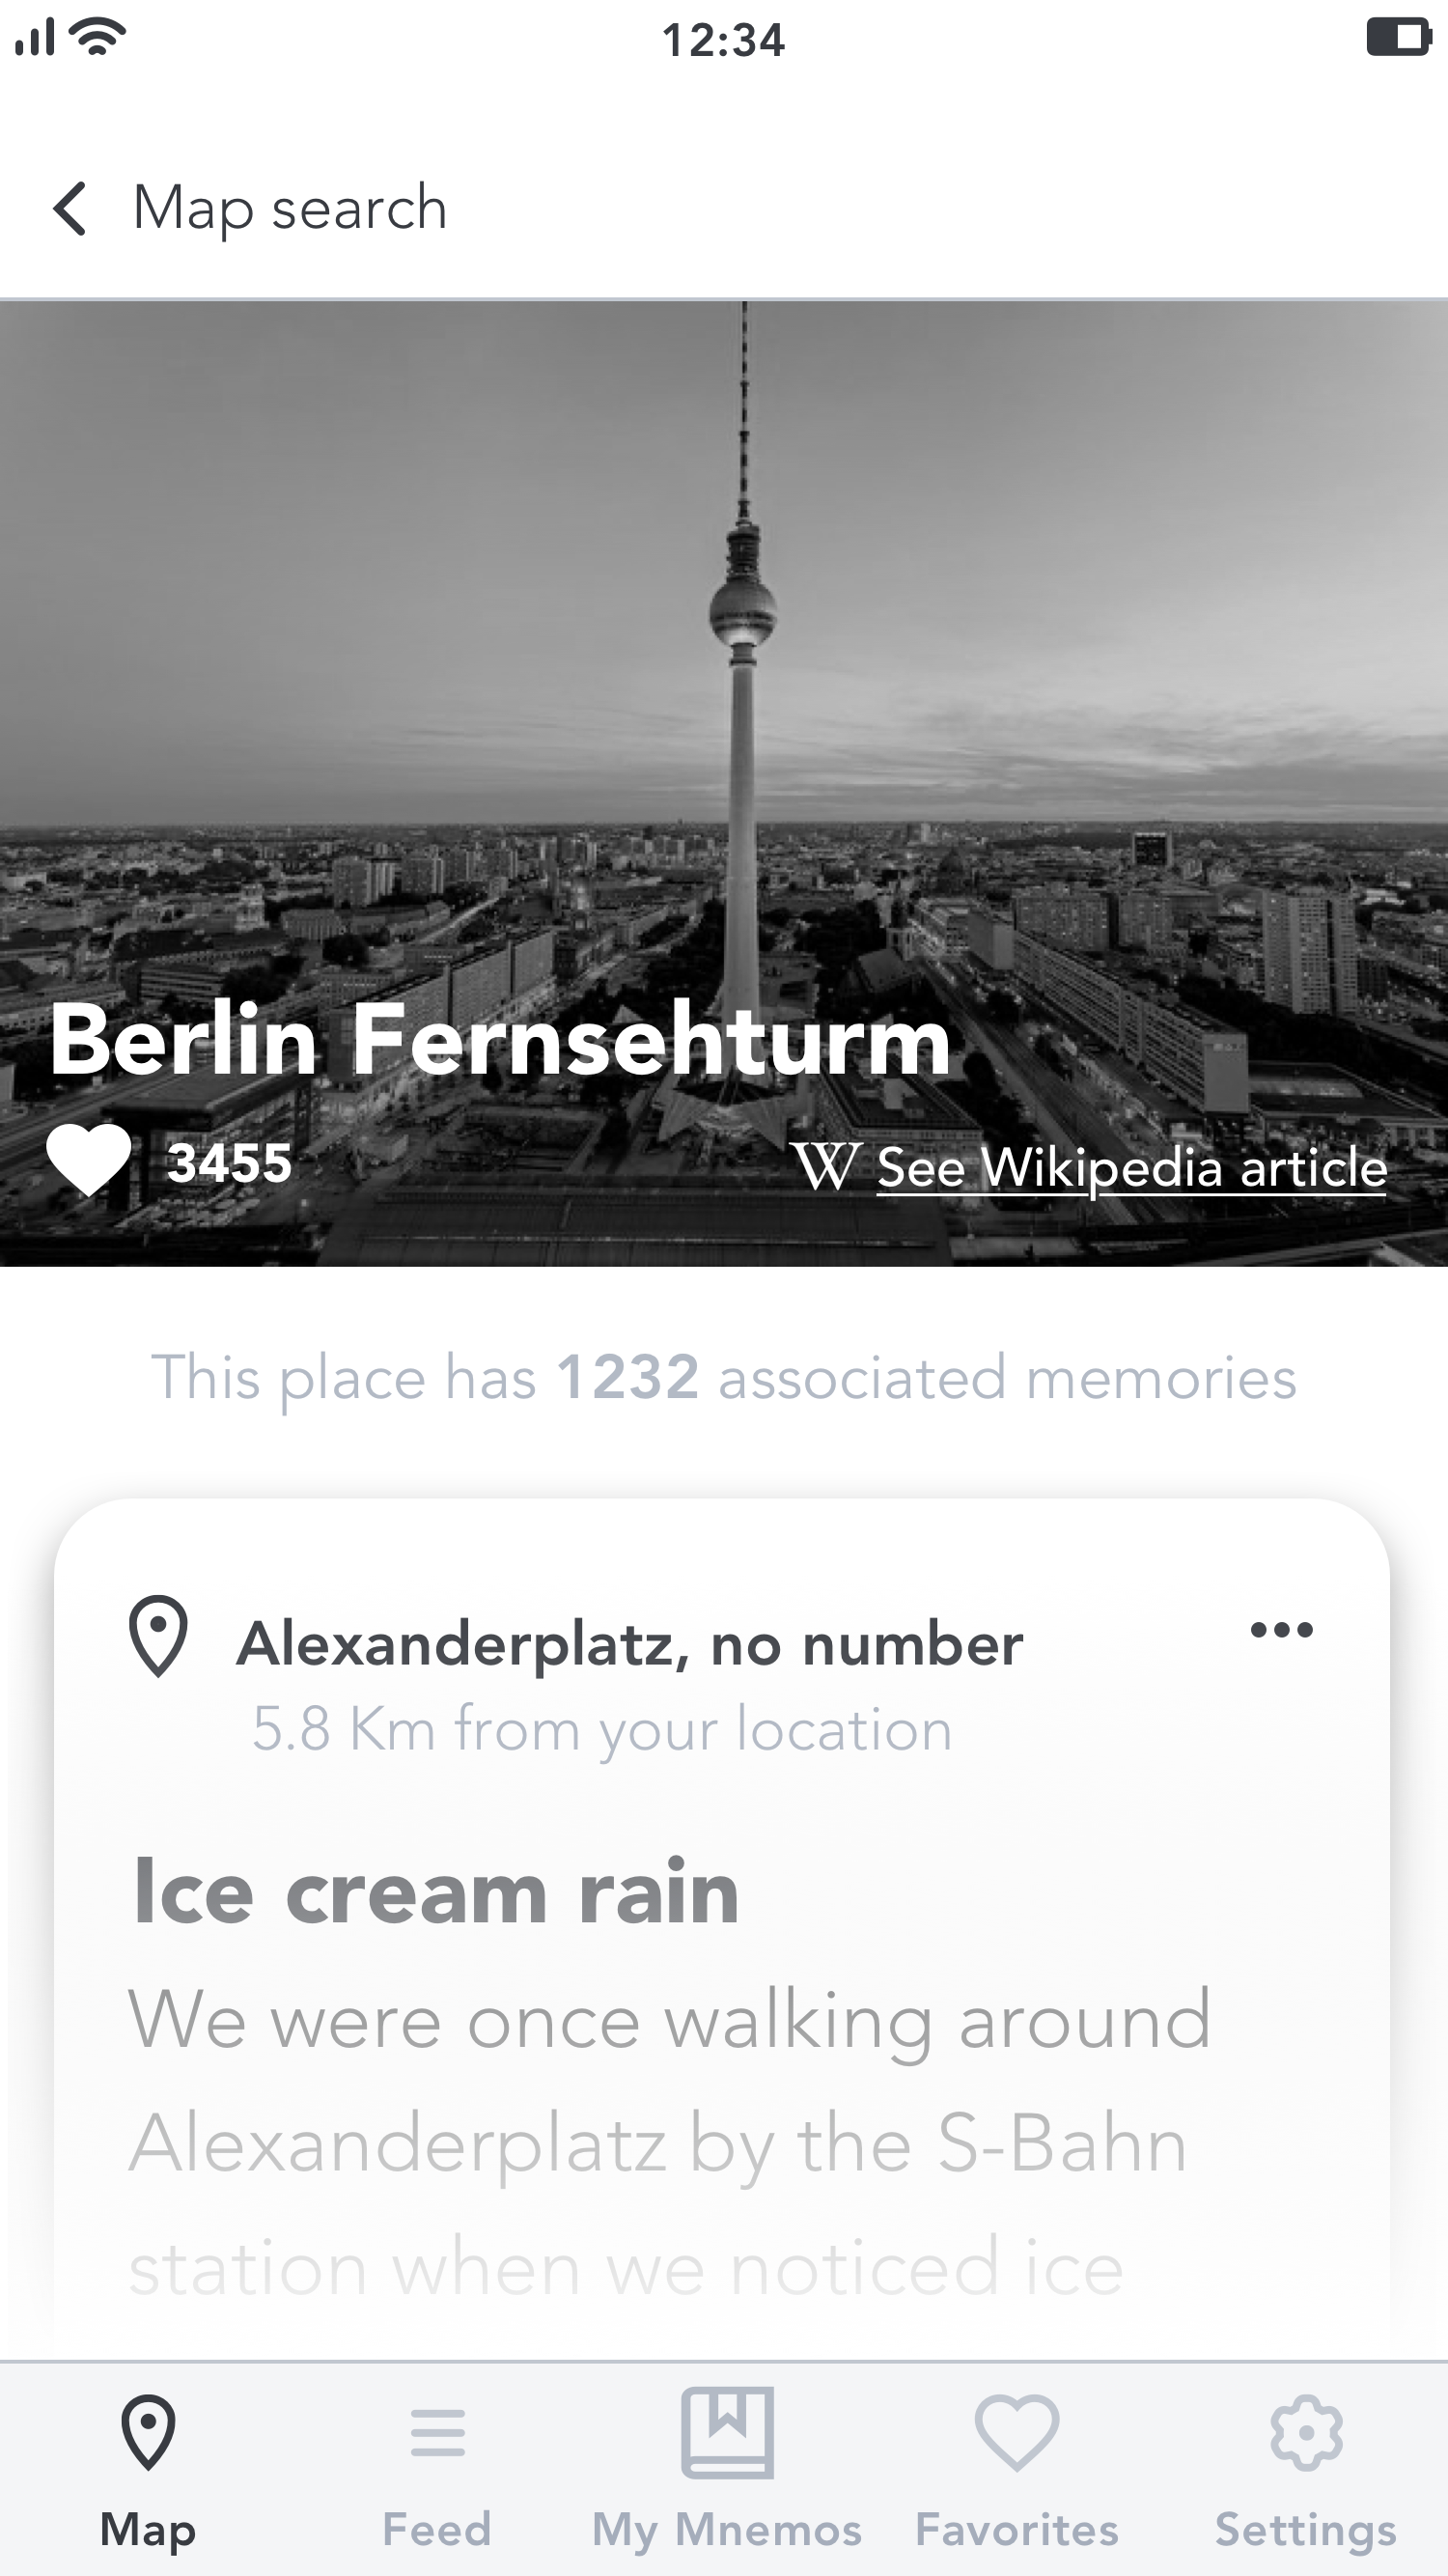 12:34
Map search
Berlin Fernsehturm
3455
W See Wikipedia article
This place has 1232 associated memories
Alexanderplatz, no number
5.8 Km from your location
Ice cream rain
We were once walking around
Alexanderplatz by the S-Bahn
station when we noticed ice
Map
Feed
My Mnemos
Favorites
Settings